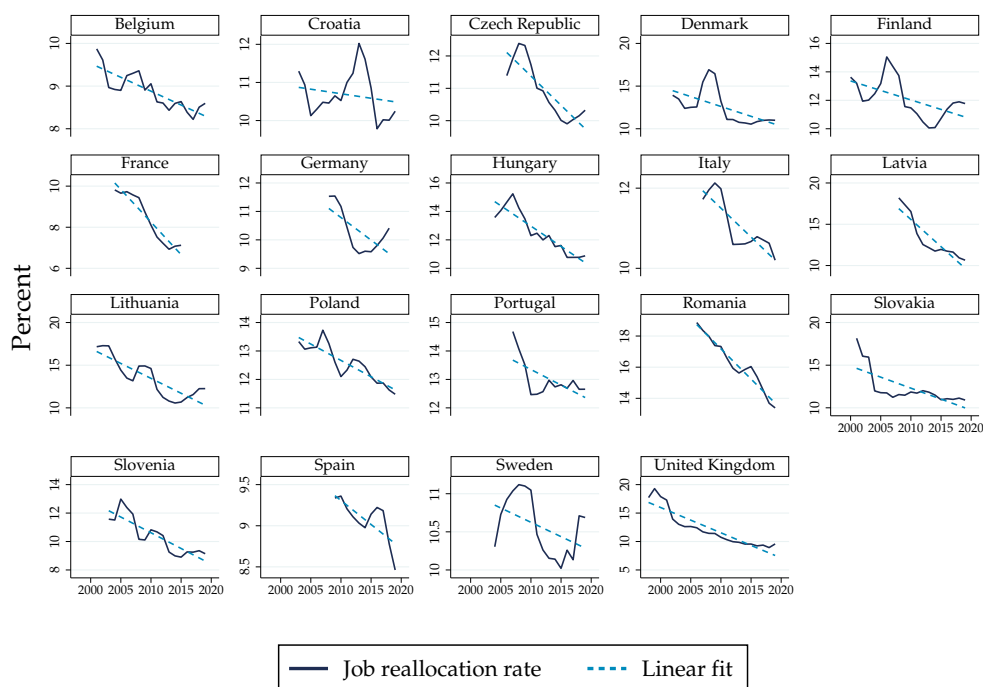 Percent
Belgium Croatia Czech Republic Denmark Finland
10 12 12 20 16
9 11 11 15 14
8 10 10 10 12
10
France Germany Hungary Italy Latvia
10 12 16 12 20
8 11 14 10 15
6 10 12 10
9 10
Lithuania Poland Portugal Romania Slovakia
20 14 15 18 20
15 13 14 16 15
10 12 13 14 10
11 12
2000 2005 2010 2015 2020
Slovenia Spain Sweden United Kingdom
14 9.5 11 20
12 9 10.5 15
10 8.5 10 10
8 5
2000 2005 2010 2015 2020 2000 2005 2010 2015 2020 2000 2005 2010 2015 2020 2000 2005 2010 2015 2020
Job reallocation rate Linear fit